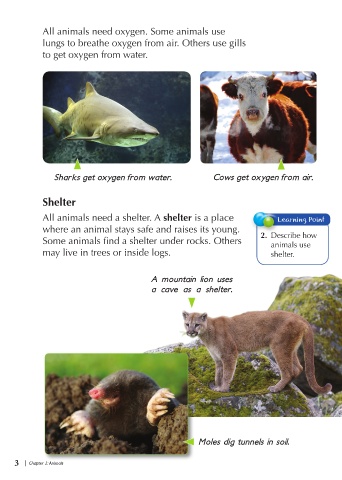 All animals need oxygen. Some animals use
lungs to breathe oxygen from air. Others use gills
to get oxygen from water.
Sharks get oxygen from water.
Cows get oxygen from air.
Shelter
All animals need a shelter. A shelter is a place
where an animal stays safe and raises its young.
Some animals find a shelter under rocks. Others
may live in trees or inside logs.
Learning Point
2. Describe how
animals use
shelter.
A mountain lion uses
a cave as a shelter.
Moles dig tunnels in soil.
3 | Chapter 2. Animals